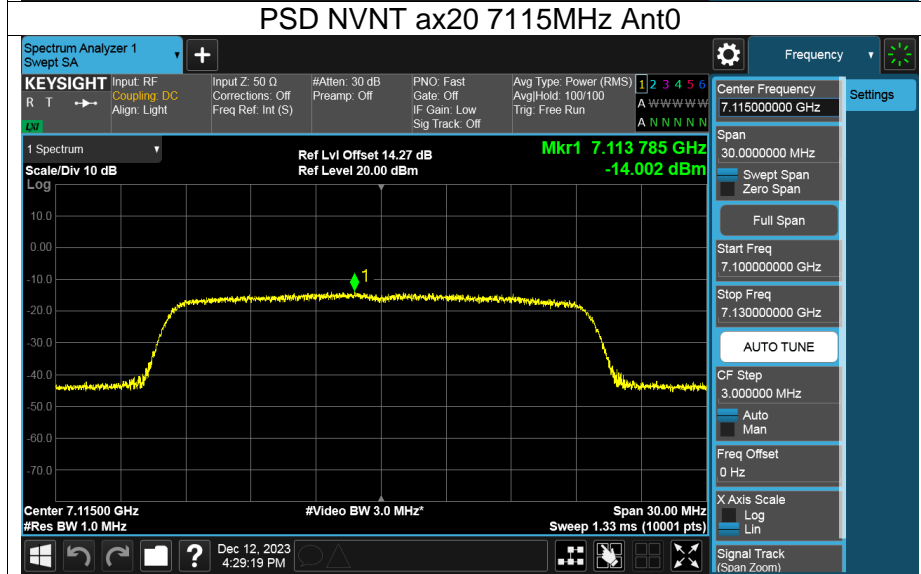 PSD NVNT ax20 7115MHz Ant0
Spectrum Analyzer 1
Swept SA
+
Frequency
KEYSIGHT
R T
LXI
Input: RF
Coupling: DC
Align: Light
Input Z: 50 Ω
Corrections: Off
Freq Ref: Int (S)
#Atten: 30 dB
Preamp: Off
PNO: Fast
Gate: Off
IF Gain: Low
Sig Track: Off
Avg Type: Power (RMS)
Avg|Hold: 100/100
Trig: Free Run
1 2 3 4 5 6
A W W W W W
A N N N N N
1 Spectrum
Scale/Div 10 dB
Log
Ref Lvl Offset 14.27 dB
Ref Level 20.00 dBm
Mkr1 7.113 785 GHz
-14.002 dBm
10.0
0.00
-10.0
-20.0
-30.0
-40.0
-50.0
-60.0
-70.0
1
Center 7.11500 GHz
#Res BW 1.0 MHz
#Video BW 3.0 MHz*
Span 30.00 MHz
Sweep 1.33 ms (10001 pts)
?
Dec 12, 2023
4:29:19 PM
Center Frequency
7.115000000 GHz
Span
30.0000000 MHz
Swept Span
Zero Span
Full Span
Start Freq
7.100000000 GHz
Stop Freq
7.130000000 GHz
AUTO TUNE
CF Step
3.000000 MHz
Auto
Man
Freq Offset
0 Hz
X Axis Scale
Log
Lin
Signal Track
(Span Zoom)
Settings